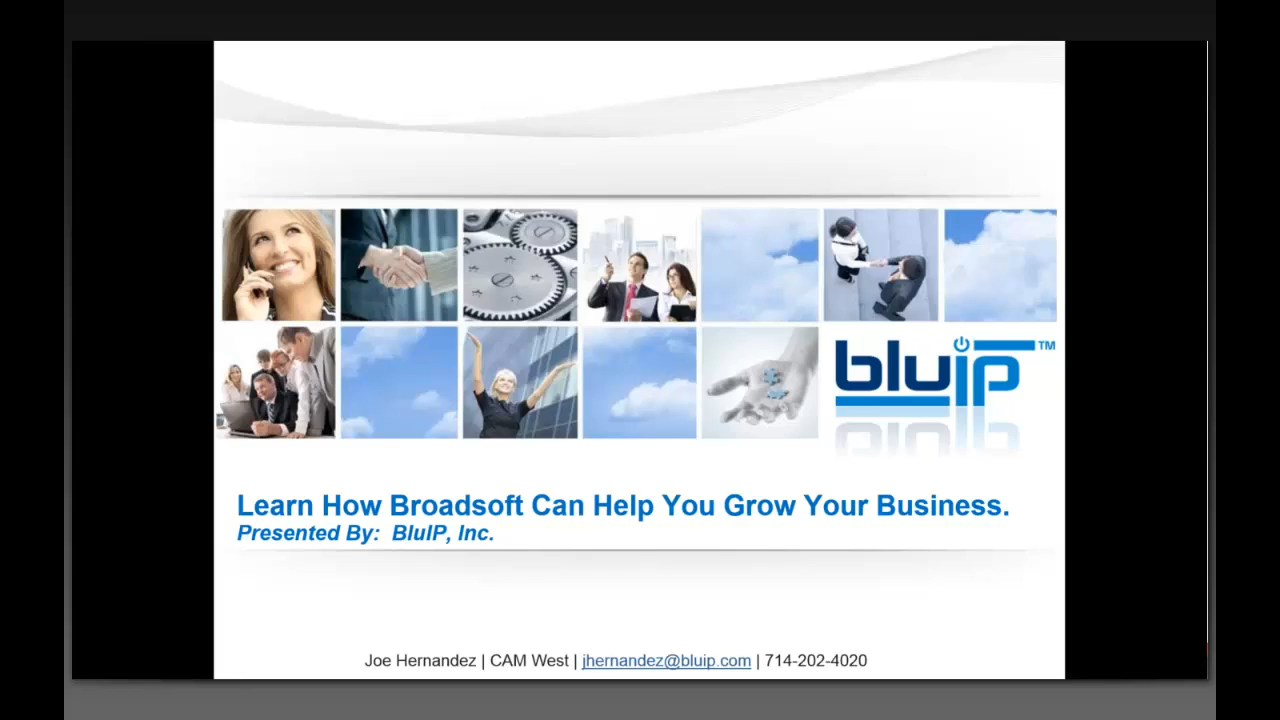 bluip™
Learn How Broadsoft Can Help You Grow Your Business.
Presented By: BluIP, Inc.
Joe Hernandez | CAM West | jhernandez@bluip.com | 714-202-4020